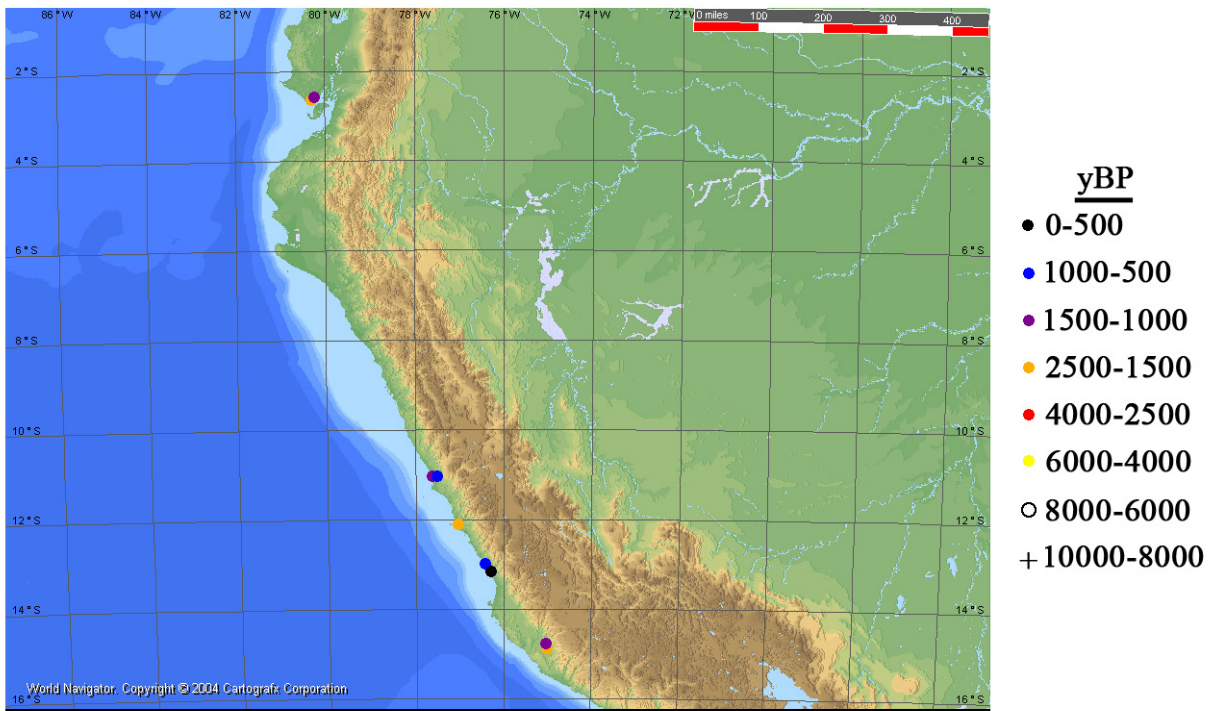 86°W 84°W 82°W 80°W 78°W 76°W 74°W 72°W 0 miles 100 200 300 400
2°S 2°S
4°S 4°S
6°S 6°S
8°S 8°S
10°S 10°S
12°S 12°S
14°S 14°S
16°S 16°S
World Navigator. Copyright © 2004 Cartografx Corporation
yBP
0-500
1000-500
1500-1000
2500-1500
4000-2500
6000-4000
8000-6000
10000-8000